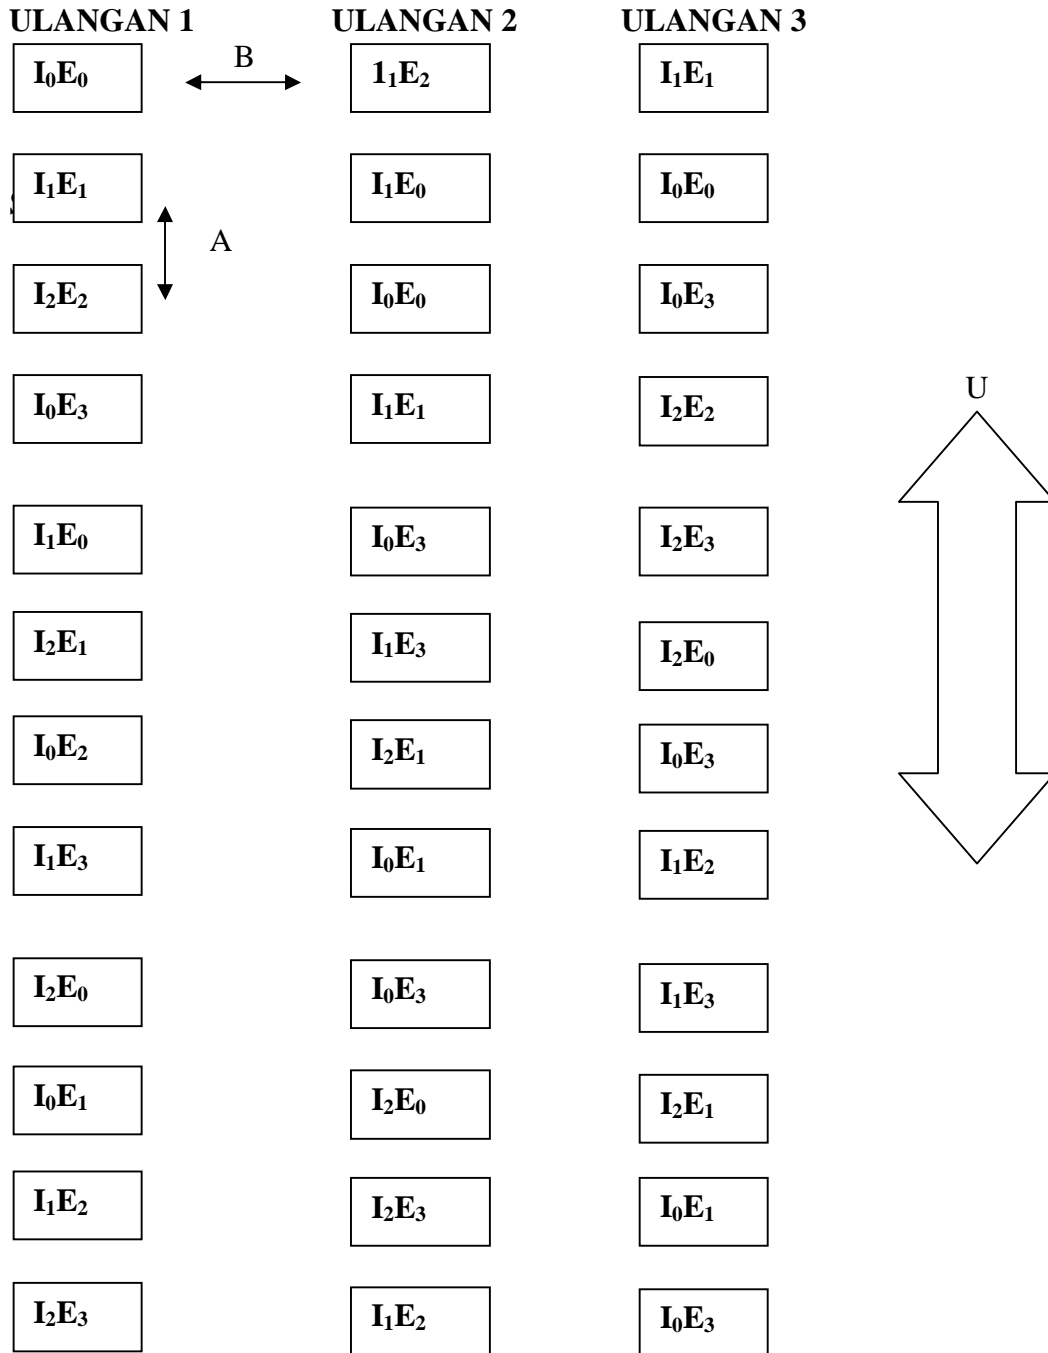 ULANGAN 1 ULANGAN 2 ULANGAN 3
I₀E₀ B 1₁E₂ I₁E₁
I₁E₁ I₁E₀ I₀E₀
A
I₂E₂ I₀E₀ I₀E₃
U
I₀E₃ I₁E₁ I₂E₂
I₁E₀ I₀E₃ I₂E₃
I₂E₁ I₁E₃ I₂E₀
I₀E₂ I₂E₁ I₀E₃
I₁E₃ I₀E₁ I₁E₂
I₂E₀ I₀E₃ I₁E₃
I₀E₁ I₂E₀ I₂E₁
I₁E₂ I₂E₃ I₀E₁
I₂E₃ I₁E₂ I₀E₃